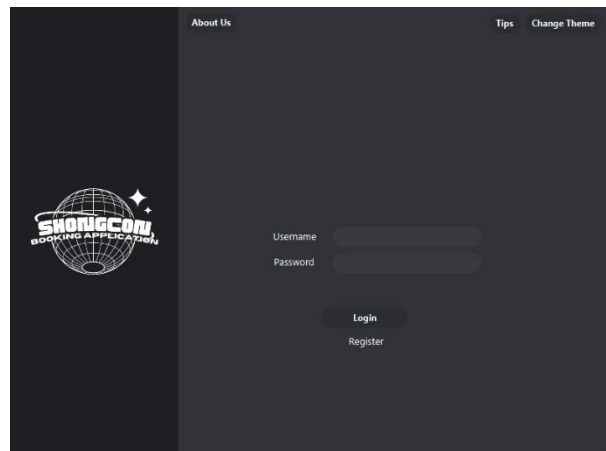 About Us
Tips Change Theme
SHONGCON
BOOKING APPLICATION
Username
Password
Login
Register